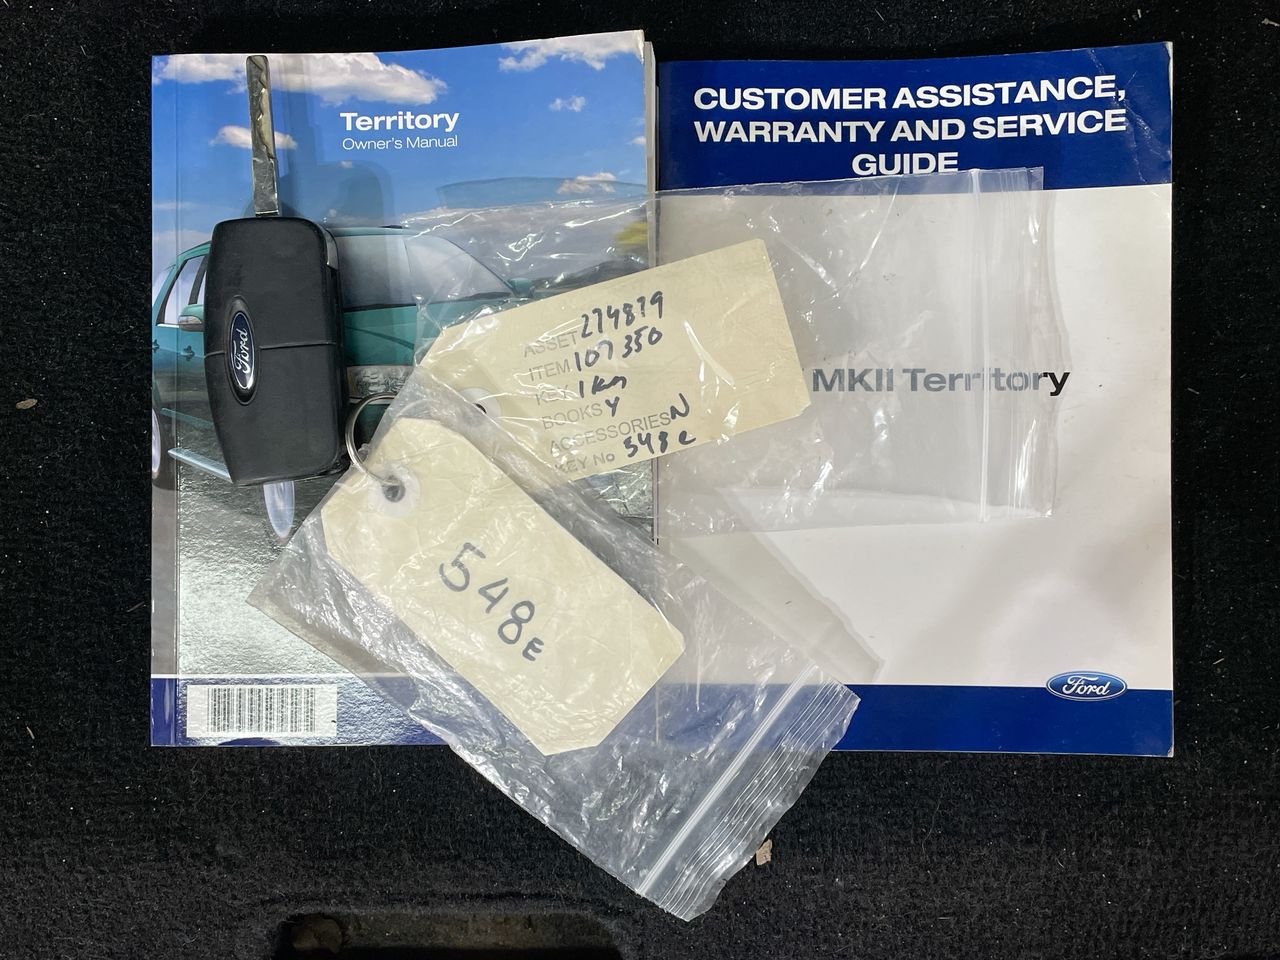 Territory
Owner's Manual
CUSTOMER ASSISTANCE,
WARRANTY AND SERVICE
GUIDE
MKII Territory
Ford
Ford
ASSET 274879
ITEM 107350
KEY 1km
BOOKS Y
ACCESSORIES N
KEY No 548 e
548E